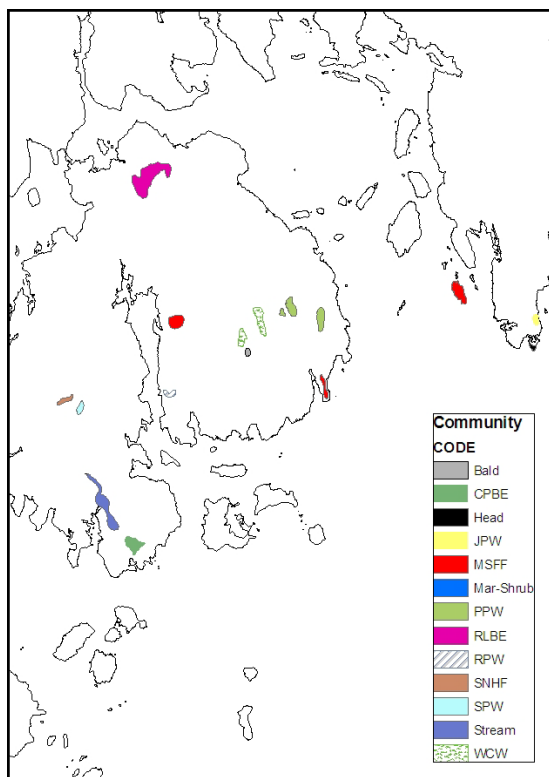 Community
CODE
Bald
CPBE
Head
JPW
MSFF
Mar-Shrub
PPW
RLBE
RPW
SNHF
SPW
Stream
WCW